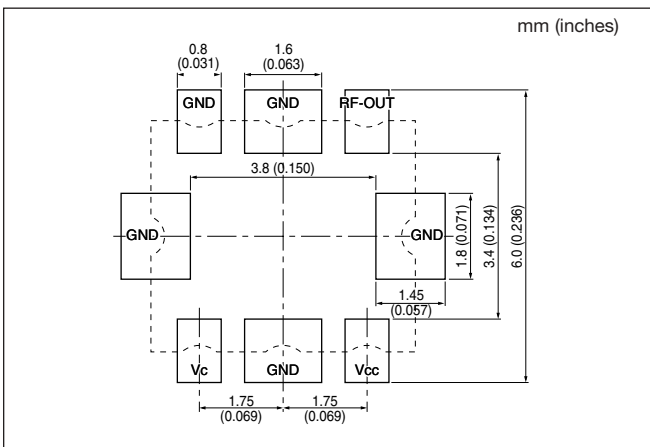 mm (inches)
0.8
(0.031)
1.6
(0.063)
GND
GND
RF-OUT
3.8 (0.150)
GND
GND
1.8 (0.071)
3.4 (0.134)
6.0 (0.236)
1.45
(0.057)
Vc
GND
Vcc
1.75
(0.069)
1.75
(0.069)